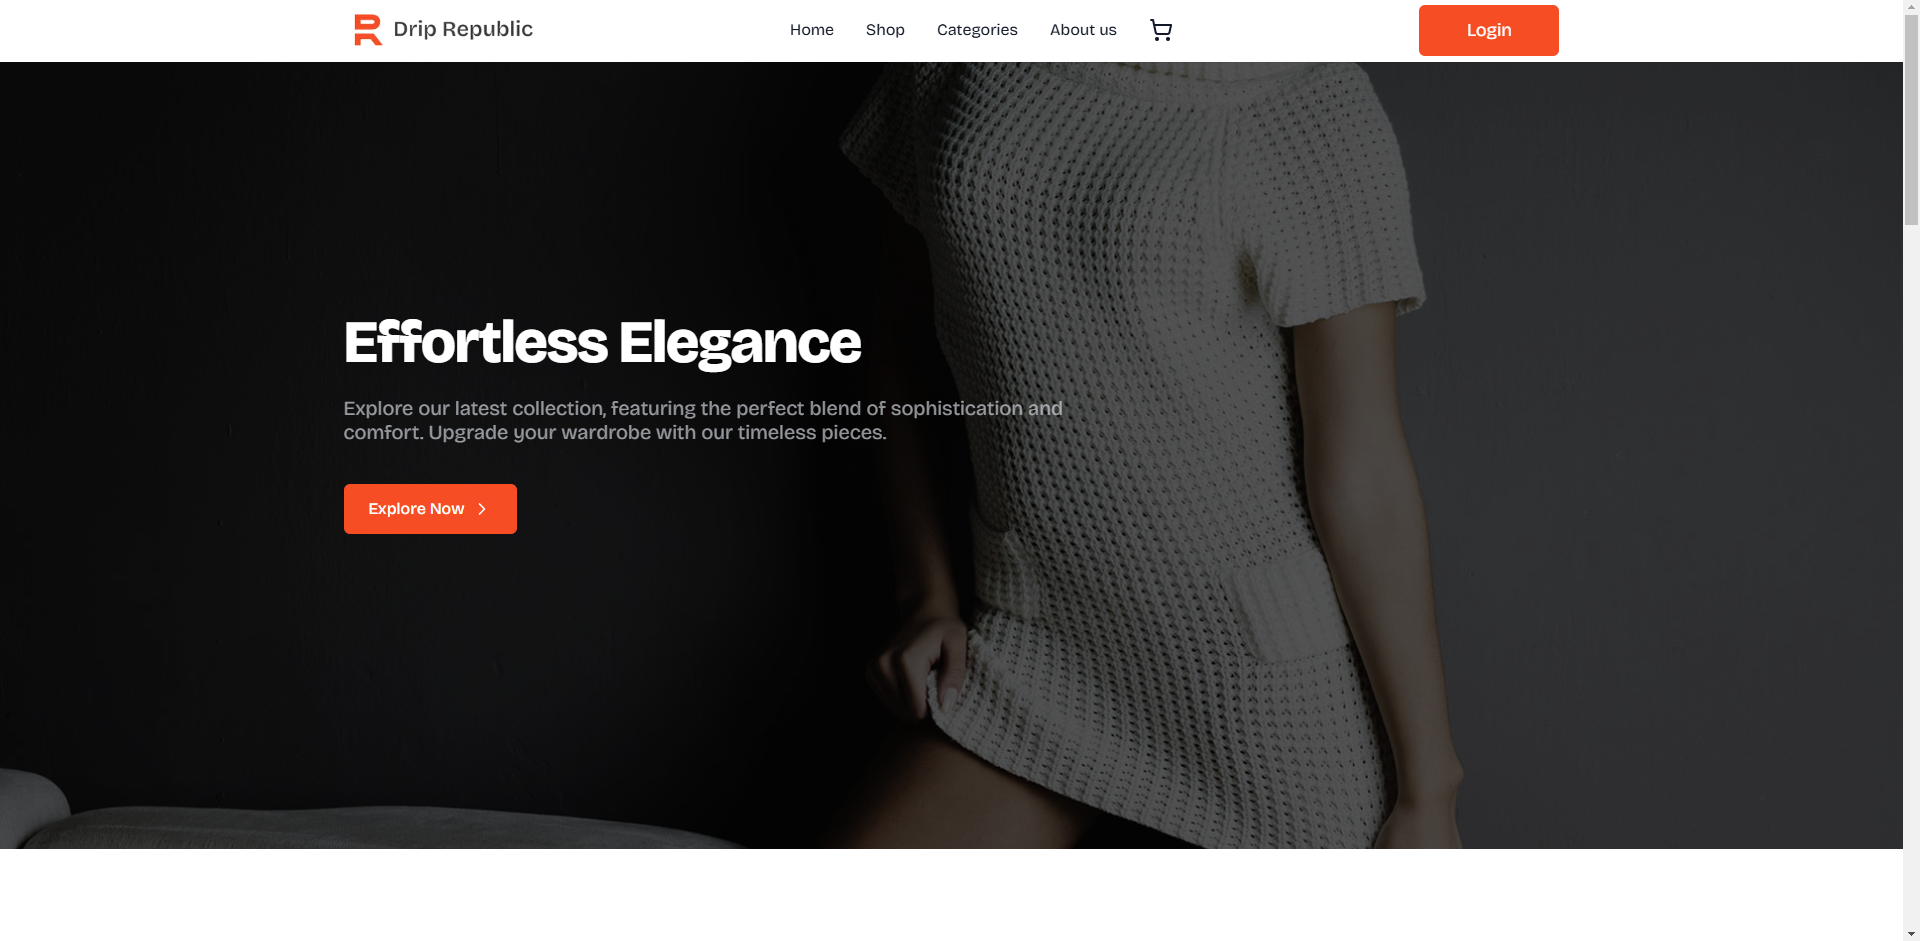 Drip Republic
Home
Shop
Categories
About us
Login
Effortless Elegance
Explore our latest collection, featuring the perfect blend of sophistication and
comfort. Upgrade your wardrobe with our timeless pieces.
Explore Now